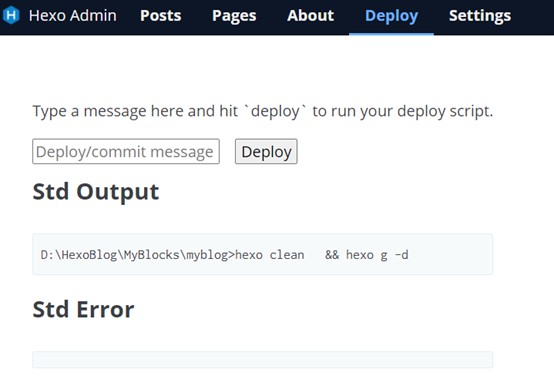 Hexo Admin Posts Pages About Deploy Settings
Type a message here and hit `deploy` to run your deploy script.
Deploy/commit message Deploy
Std Output
D:\HexoBlog\MyBlocks\myblog>hexo clean   && hexo g -d
Std Error